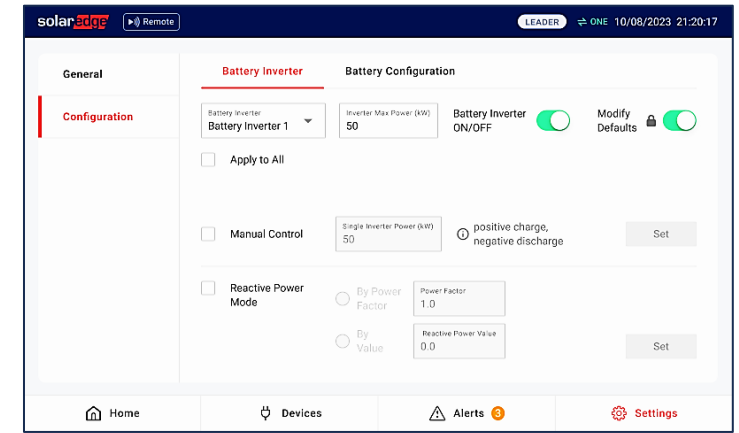 solaredge
Remote
LEADER
ONE 10/08/2023 21:20:17
General
Configuration
Battery Inverter
Battery Configuration
Battery Inverter
Battery Inverter 1
Inverter Max Power (kW)
50
Battery Inverter
ON/OFF
Modify
Defaults
Apply to All
Manual Control
Single Inverter Power (kW)
50
positive charge,
negative discharge
Set
Reactive Power
Mode
By Power
Factor
Power Factor
1.0
By
Value
Reactive Power Value
0.0
Set
Home
Devices
Alerts 3
Settings